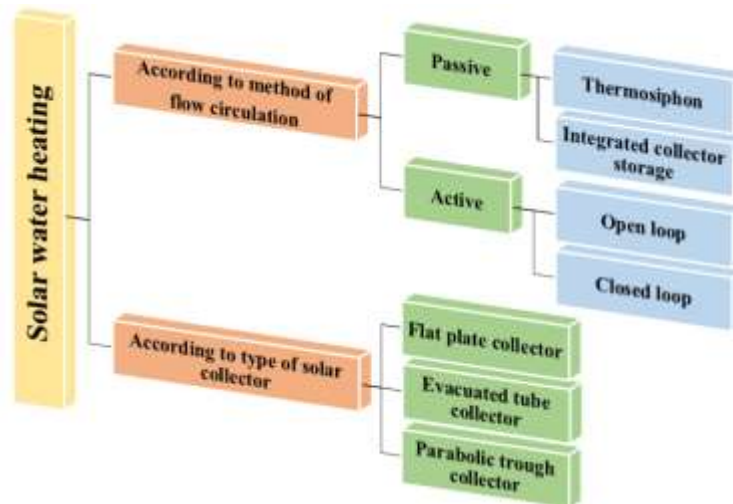 Solar water heating
According to method of
flow circulation
Passive
Thermosiphon
Integrated collector
storage
Active
Open loop
Closed loop
According to type of solar
collector
Flat plate collector
Evacuated tube
collector
Parabolic trough
collector